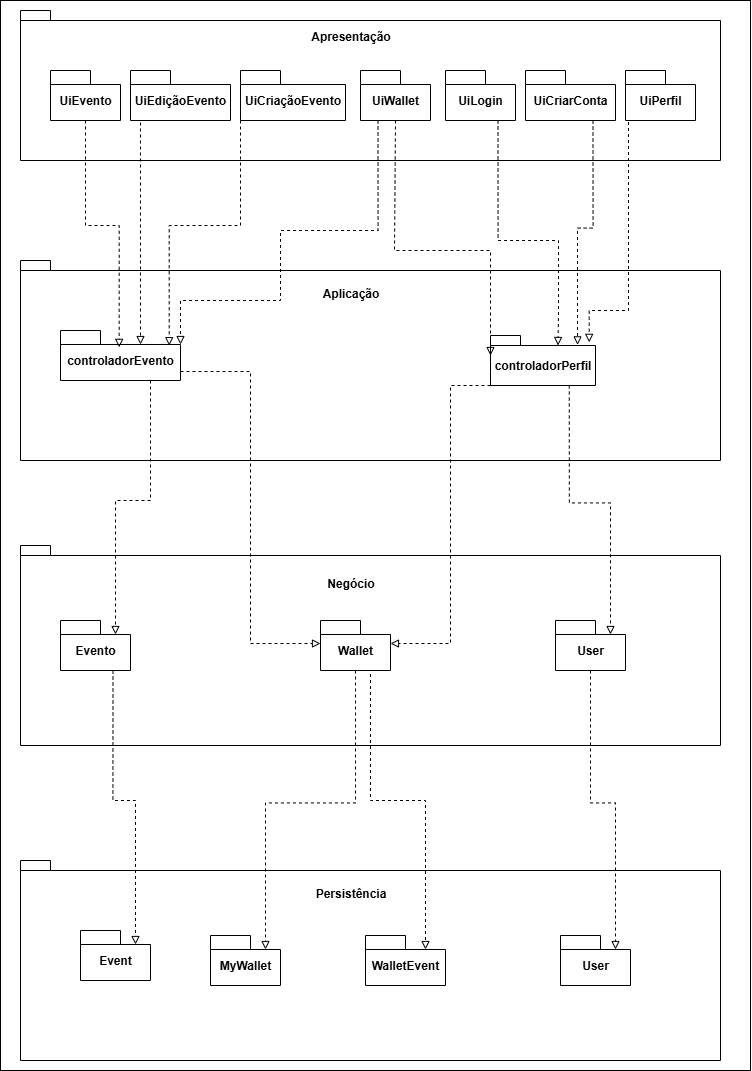 Apresentação
UiEvento
UiEdiçãoEvento
UiCriaçãoEvento
UiWallet
UiLogin
UiCriarConta
UiPerfil
Aplicação
controladorEvento
controladorPerfil
Negócio
Evento
Wallet
User
Persistência
Event
MyWallet
WalletEvent
User